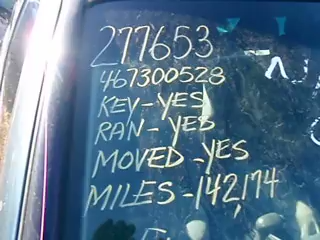 277653
467300528
KEY-YES
RAN-YES
MOVED-YES
MILES-142,174